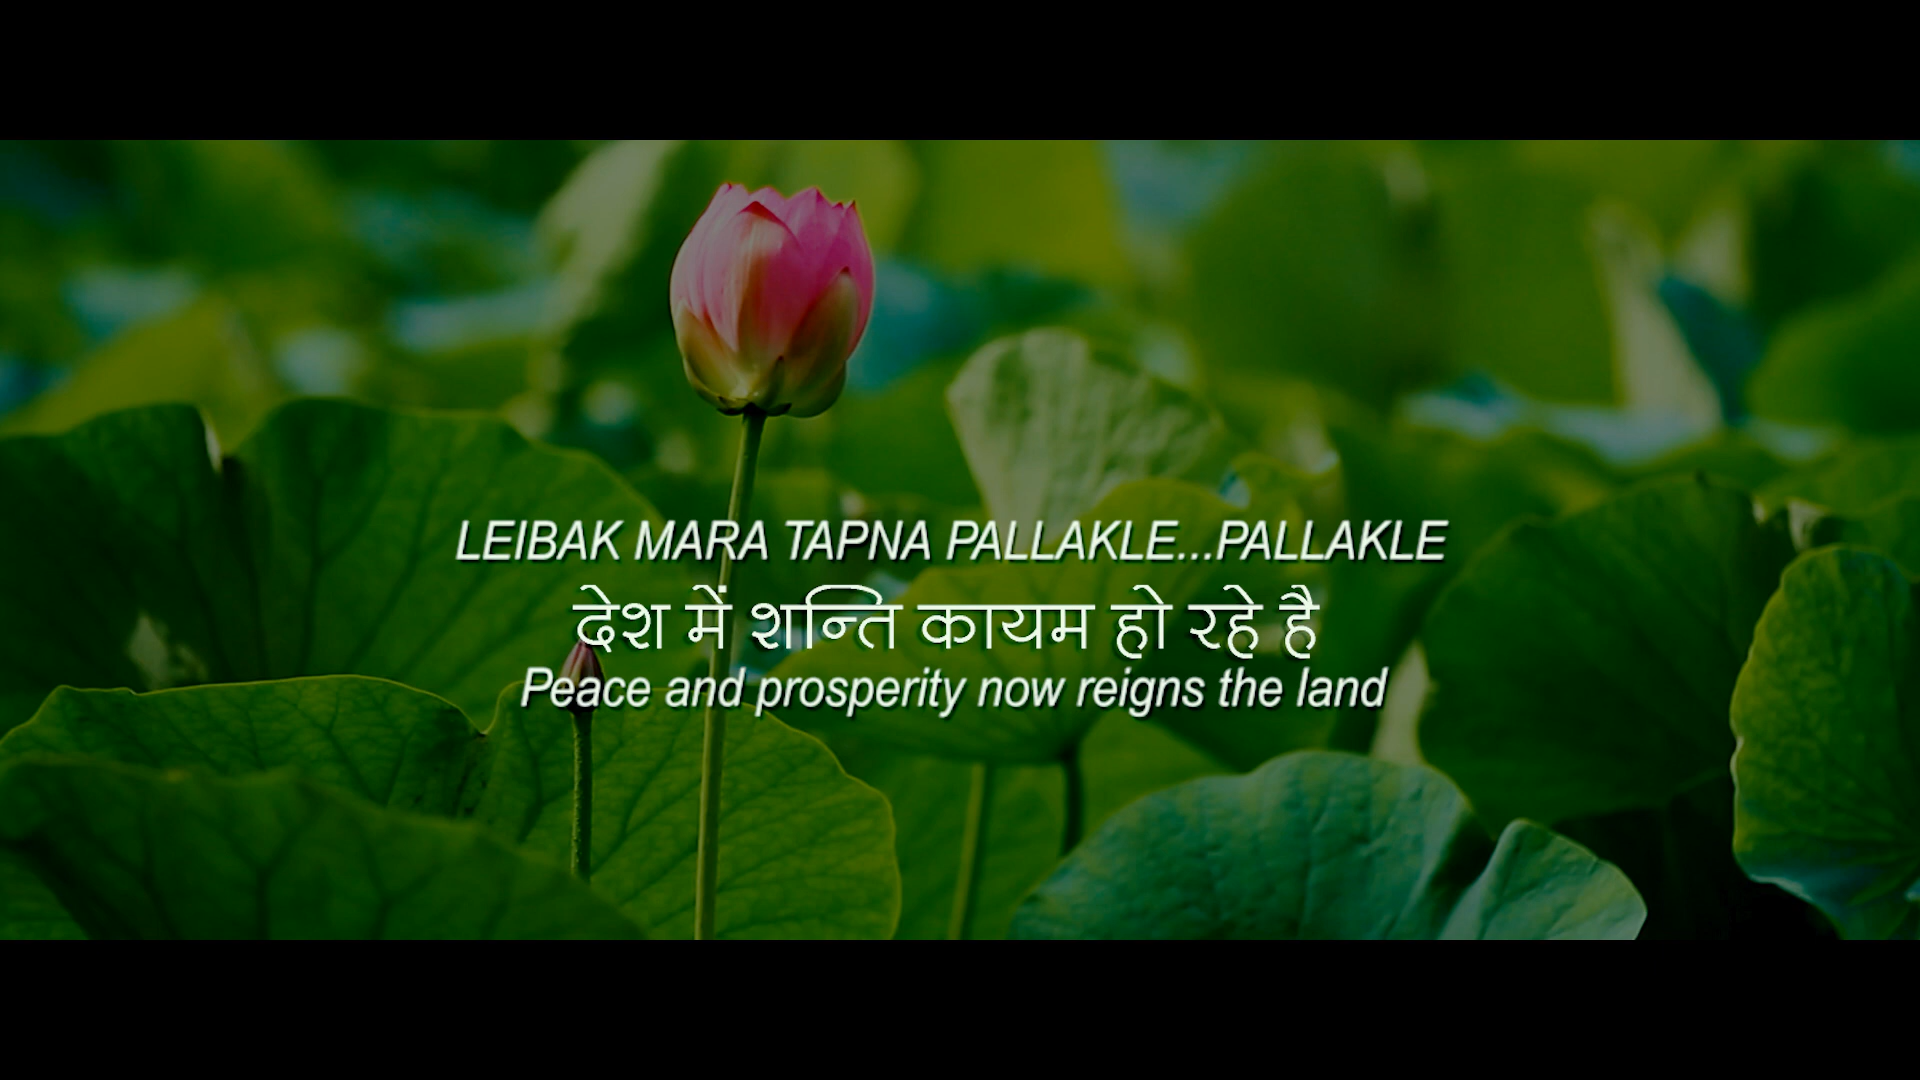 LEIBAK MARA TAPNA PALLAKLE...PALLAKLE
देश में शन्ति कायम हो रहे है
Peace and prosperity now reigns the land